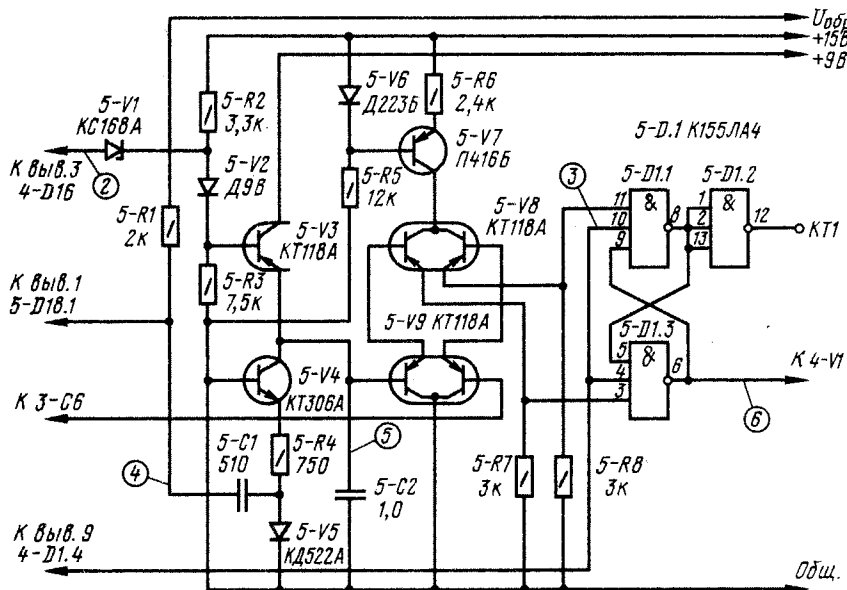 Uобр
+15В
+9В
5-V1
КС168А
5-R2
3,3к
5-V6
Д223Б
5-R6
2,4к
5-V7
П416Б
5-D.1 К155ЛА4
К выв.3
4-D16
2
5-V2
Д9В
5-R5
12к
3
5-D1.1
5-D1.2
11
10
9
&
8
1
2
13
&
12
КТ1
5-R1
2к
5-V3
КТ118А
5-V8
КТ118А
К выв.1
5-D18.1
5-R3
7,5к
5-V9 КТ118А
5-D1.3
5
4
3
&
6
К 4-V1
6
5-V4
КТ306А
К 3-С6
5
4
5-С1
510
5-R4
750
5-С2
1,0
5-R7
3к
5-R8
3к
5-V5
КД522А
К выв.9
4-D1.4
Общ.